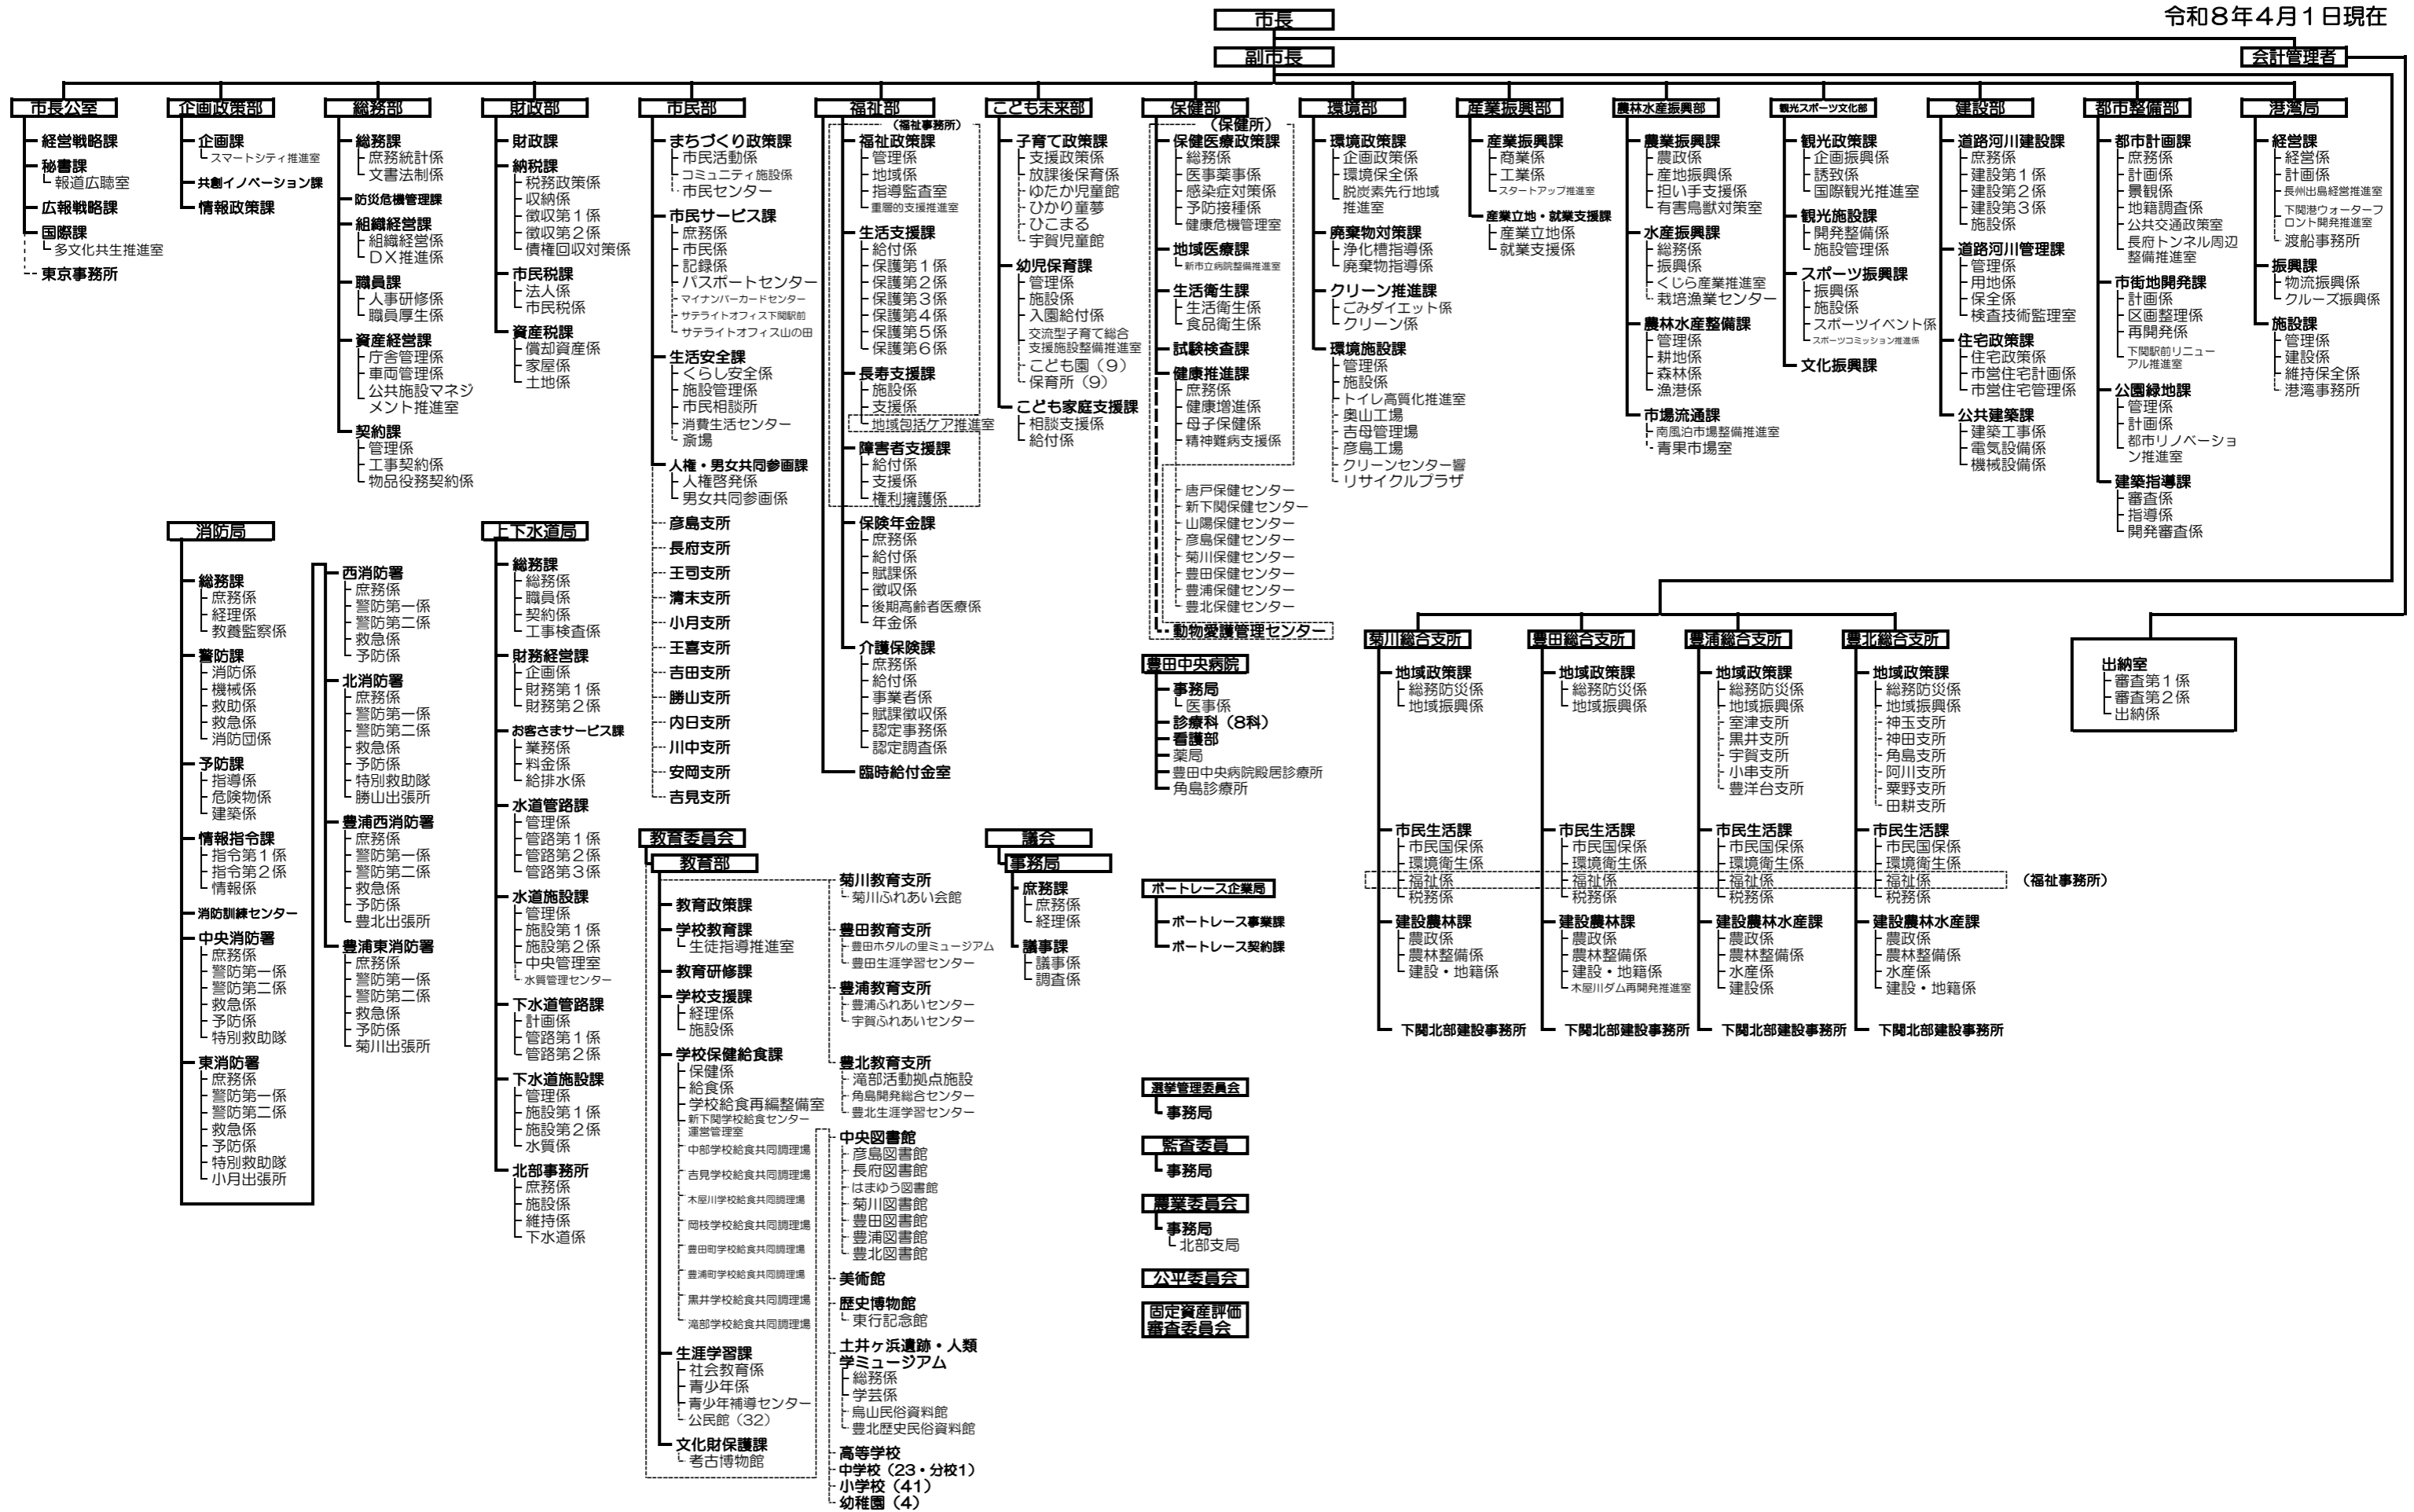 令和８年４月１日現在
市長
副市長
会計管理者
市長公室
経営戦略課
秘書課
報道広聴室
広報戦略課
国際課
多文化共生推進室
東京事務所
企画政策部
企画課
スマートシティ推進室
共創イノベーション課
情報政策課
総務部
総務課
庶務統計係
文書法制係
防災危機管理課
組織経営課
組織経営係
ＤＸ推進係
職員課
人事研修係
職員厚生係
資産経営課
庁舎管理係
車両管理係
公共施設マネジ
メント推進室
契約課
管理係
工事契約係
物品役務契約係
財政部
財政課
納税課
税務政策係
収納係
徴収第１係
徴収第２係
債権回収対策係
市民税課
法人係
市民税係
資産税課
償却資産係
家屋係
土地係
市民部
まちづくり政策課
市民活動係
コミュニティ施設係
市民センター
市民サービス課
庶務係
市民係
記録係
パスポートセンター
マイナンバーカードセンター
サテライトオフィス下関駅前
サテライトオフィス山の田
生活安全課
くらし安全係
施設管理係
市民相談所
消費生活センター
斎場
人権・男女共同参画課
人権啓発係
男女共同参画係
彦島支所
長府支所
王司支所
清末支所
小月支所
王喜支所
吉田支所
勝山支所
内日支所
川中支所
安岡支所
吉見支所
福祉部
（福祉事務所）
福祉政策課
管理係
地域係
指導監査室
重層的支援推進室
生活支援課
給付係
保護第１係
保護第２係
保護第３係
保護第４係
保護第５係
保護第６係
長寿支援課
施設係
支援係
地域包括ケア推進室
障害者支援課
給付係
支援係
権利擁護係
保険年金課
庶務係
給付係
賦課係
徴収係
後期高齢者医療係
年金係
介護保険課
庶務係
給付係
事業者係
賦課徴収係
認定事務係
認定調査係
臨時給付金室
こども未来部
子育て政策課
支援政策係
放課後保育係
ゆたか児童館
ひかり童夢
ひこまる
宇賀児童館
幼児保育課
管理係
施設係
入園給付係
交流型子育て総合
支援施設整備推進室
こども園（９）
保育所（９）
こども家庭支援課
相談支援係
給付係
保健部
（保健所）
保健医療政策課
総務係
医事薬事係
感染症対策係
予防接種係
健康危機管理室
地域医療課
新市立病院整備推進室
生活衛生課
生活衛生係
食品衛生係
試験検査課
健康推進課
庶務係
健康増進係
母子保健係
精神難病支援係
唐戸保健センター
新下関保健センター
山陽保健センター
彦島保健センター
菊川保健センター
豊田保健センター
豊浦保健センター
豊北保健センター
動物愛護管理センター
環境部
環境政策課
企画政策係
環境保全係
脱炭素先行地域
推進室
廃棄物対策課
浄化槽指導係
廃棄物指導係
クリーン推進課
ごみダイエット係
クリーン係
環境施設課
管理係
施設係
トイレ高質化推進室
奥山工場
吉母管理場
彦島工場
クリーンセンター響
リサイクルプラザ
産業振興部
産業振興課
商業係
工業係
スタートアップ推進室
産業立地・就業支援課
産業立地係
就業支援係
農林水産振興部
農業振興課
農政係
産地振興係
担い手支援係
有害鳥獣対策室
水産振興課
総務係
振興係
くじら産業推進室
栽培漁業センター
農林水産整備課
管理係
耕地係
森林係
漁港係
市場流通課
南風泊市場整備推進室
青果市場室
観光スポーツ文化部
観光政策課
企画振興係
誘致係
国際観光推進室
観光施設課
開発整備係
施設管理係
スポーツ振興課
振興係
施設係
スポーツイベント係
スポーツコミッション推進係
文化振興課
建設部
道路河川建設課
庶務係
建設第１係
建設第２係
建設第３係
施設係
道路河川管理課
管理係
用地係
保全係
検査技術監理室
住宅政策課
住宅政策係
市営住宅計画係
市営住宅管理係
公共建築課
建築工事係
電気設備係
機械設備係
都市整備部
都市計画課
庶務係
計画係
景観係
地籍調査係
公共交通政策室
長府トンネル周辺
整備推進室
市街地開発課
計画係
区画整理係
再開発係
下関駅前リニュー
アル推進室
公園緑地課
管理係
計画係
都市リノベーショ
ン推進室
建築指導課
審査係
指導係
開発審査係
港湾局
経営課
経営係
計画係
長州出島経営推進室
下関港ウォーターフ
ロント開発推進室
渡船事務所
振興課
物流振興係
クルーズ振興係
施設課
管理係
建設係
維持保全係
港湾事務所
消防局
総務課
庶務係
経理係
教養監察係
警防課
消防係
機械係
救助係
救急係
消防団係
予防課
指導係
危険物係
建築係
情報指令課
指令第１係
指令第２係
情報係
消防訓練センター
中央消防署
庶務係
警防第一係
警防第二係
救急係
予防係
特別救助隊
東消防署
庶務係
警防第一係
警防第二係
救急係
予防係
特別救助隊
小月出張所
西消防署
庶務係
警防第一係
警防第二係
救急係
予防係
北消防署
庶務係
警防第一係
警防第二係
救急係
予防係
特別救助隊
勝山出張所
豊浦西消防署
庶務係
警防第一係
警防第二係
救急係
予防係
豊北出張所
豊浦東消防署
庶務係
警防第一係
警防第二係
救急係
予防係
菊川出張所
上下水道局
総務課
総務係
職員係
契約係
工事検査係
財務経営課
企画係
財務第１係
財務第２係
お客さまサービス課
業務係
料金係
給排水係
水道管路課
管理係
管路第１係
管路第２係
管路第３係
水道施設課
管理係
施設第１係
施設第２係
中央管理室
水質管理センター
下水道管路課
計画係
管路第１係
管路第２係
下水道施設課
管理係
施設第１係
施設第２係
水質係
北部事務所
庶務係
施設係
維持係
下水道係
教育委員会
教育部
教育政策課
学校教育課
生徒指導推進室
教育研修課
学校支援課
経理係
施設係
学校保健給食課
保健係
給食係
学校給食再編整備室
新下関学校給食センター
運営管理室
中部学校給食共同調理場
吉見学校給食共同調理場
木屋川学校給食共同調理場
岡枝学校給食共同調理場
豊田町学校給食共同調理場
豊浦町学校給食共同調理場
黒井学校給食共同調理場
滝部学校給食共同調理場
生涯学習課
社会教育係
青少年係
青少年補導センター
公民館（32）
文化財保護課
考古博物館
菊川教育支所
菊川ふれあい会館
豊田教育支所
豊田ホタルの里ミュージアム
豊田生涯学習センター
豊浦教育支所
豊浦ふれあいセンター
宇賀ふれあいセンター
豊北教育支所
滝部活動拠点施設
角島開発総合センター
豊北生涯学習センター
中央図書館
彦島図書館
長府図書館
はまゆう図書館
菊川図書館
豊田図書館
豊浦図書館
豊北図書館
美術館
歴史博物館
東行記念館
土井ヶ浜遺跡・人類
学ミュージアム
総務係
学芸係
烏山民俗資料館
豊北歴史民俗資料館
高等学校
中学校（23・分校1）
小学校（41）
幼稚園（4）
議会
事務局
庶務課
庶務係
経理係
議事課
議事係
調査係
豊田中央病院
事務局
医事係
診療科（8科）
看護部
薬局
豊田中央病院殿居診療所
角島診療所
ボートレース企業局
ボートレース事業課
ボートレース契約課
選挙管理委員会
事務局
監査委員
事務局
農業委員会
事務局
北部支局
公平委員会
固定資産評価
審査委員会
菊川総合支所
地域政策課
総務防災係
地域振興係
市民生活課
市民国保係
環境衛生係
福祉係
税務係
建設農林課
農政係
農林整備係
建設・地籍係
下関北部建設事務所
豊田総合支所
地域政策課
総務防災係
地域振興係
市民生活課
市民国保係
環境衛生係
福祉係
税務係
建設農林課
農政係
農林整備係
建設・地籍係
木屋川ダム再開発推進室
下関北部建設事務所
豊浦総合支所
地域政策課
総務防災係
地域振興係
室津支所
黒井支所
宇賀支所
小串支所
豊洋台支所
市民生活課
市民国保係
環境衛生係
福祉係
税務係
建設農林水産課
農政係
農林整備係
水産係
建設係
下関北部建設事務所
豊北総合支所
地域政策課
総務防災係
地域振興係
神玉支所
神田支所
角島支所
阿川支所
粟野支所
田耕支所
市民生活課
市民国保係
環境衛生係
福祉係
税務係
建設農林水産課
農政係
農林整備係
水産係
建設・地籍係
下関北部建設事務所
（福祉事務所）
出納室
審査第１係
審査第２係
出納係